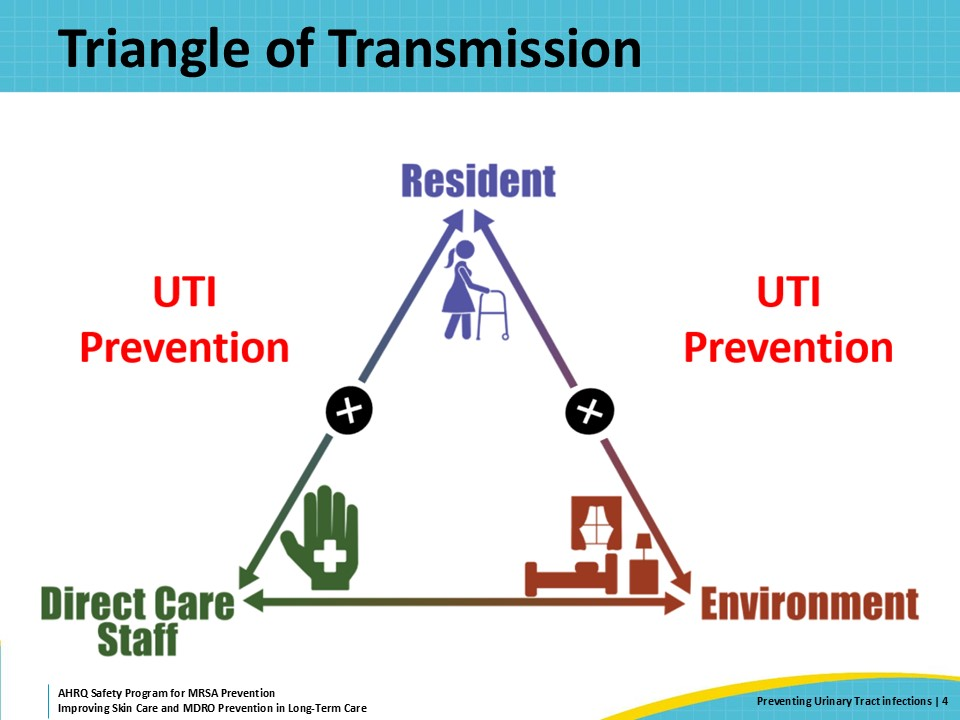 Triangle of Transmission
Resident
UTI
Prevention
UTI
Prevention
Direct Care
Staff
Environment
AHRQ Safety Program for MRSA Prevention
Improving Skin Care and MDRO Prevention in Long-Term Care
Preventing Urinary Tract infections | 4